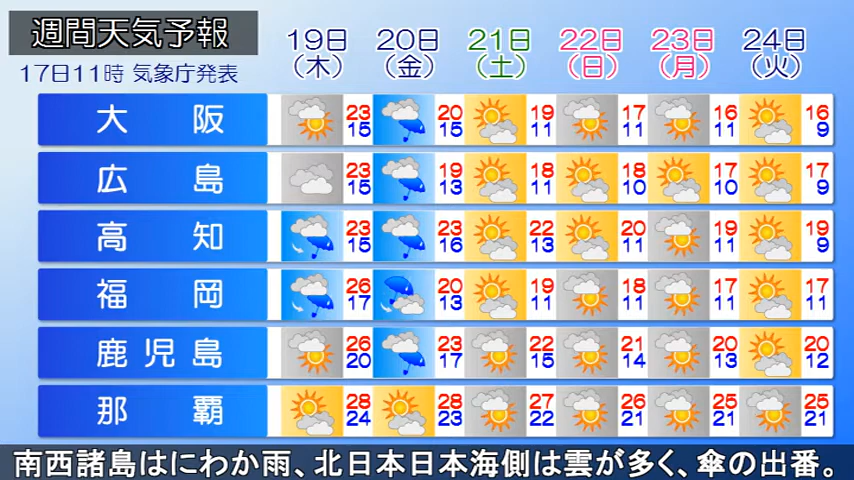 週間天気予報
17日11時 気象庁発表
19日 20日 21日 22日 23日 24日
(木) (金) (土) (日) (月) (火)
大阪 23 15 20 15 19 11 17 11 16 11 16 9
広島 23 15 19 13 18 11 18 10 17 10 17 9
高知 23 15 23 16 22 13 20 11 19 11 19 9
福岡 26 17 20 13 19 11 18 11 17 11 17 11
鹿児島 26 20 23 17 22 15 21 14 20 13 20 12
那覇 28 24 28 23 27 22 26 21 25 21 25 21
南西諸島はにわか雨、北日本日本海側は雲が多く、傘の出番。